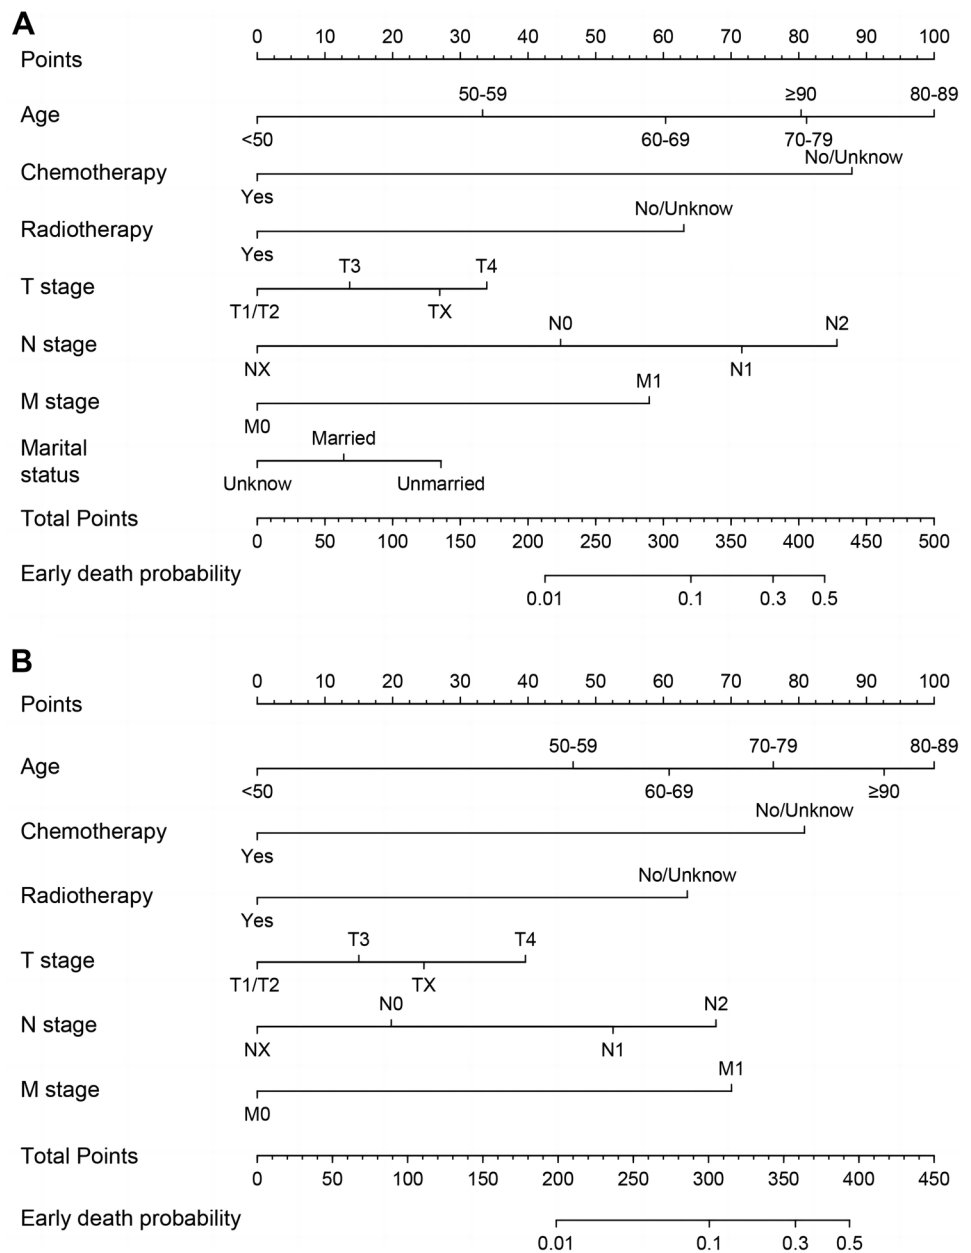 A
0 10 20 30 40 50 60 70 80 90 100
Points
50-59 ≥90 80-89
Age
<50 60-69 70-79
No/Unknow
Chemotherapy
Yes
No/Unknow
Radiotherapy
Yes
T3 T4
T stage
T1/T2 TX
N0 N2
N stage
NX N1
M1
M stage
M0
Married
Marital
status
Unknow Unmarried
Total Points
0 50 100 150 200 250 300 350 400 450 500
Early death probability
0.01 0.1 0.3 0.5
B
0 10 20 30 40 50 60 70 80 90 100
Points
50-59 70-79 80-89
Age
<50 60-69 ≥90
No/Unknow
Chemotherapy
Yes
No/Unknow
Radiotherapy
Yes
T3 T4
T stage
T1/T2 TX
N0 N2
N stage
NX N1
M1
M stage
M0
Total Points
0 50 100 150 200 250 300 350 400 450
Early death probability
0.01 0.1 0.3 0.5